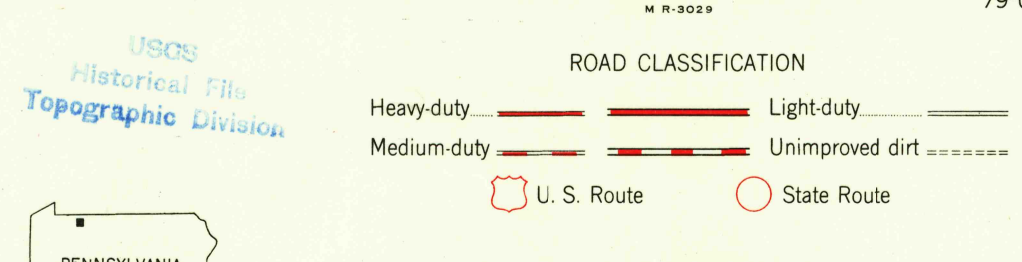 M R-3029
USGS
Historical File
Topographic Division
ROAD CLASSIFICATION
Heavy-duty
Light-duty
Medium-duty
Unimproved dirt
U. S. Route
State Route
PENNSYLVANIA